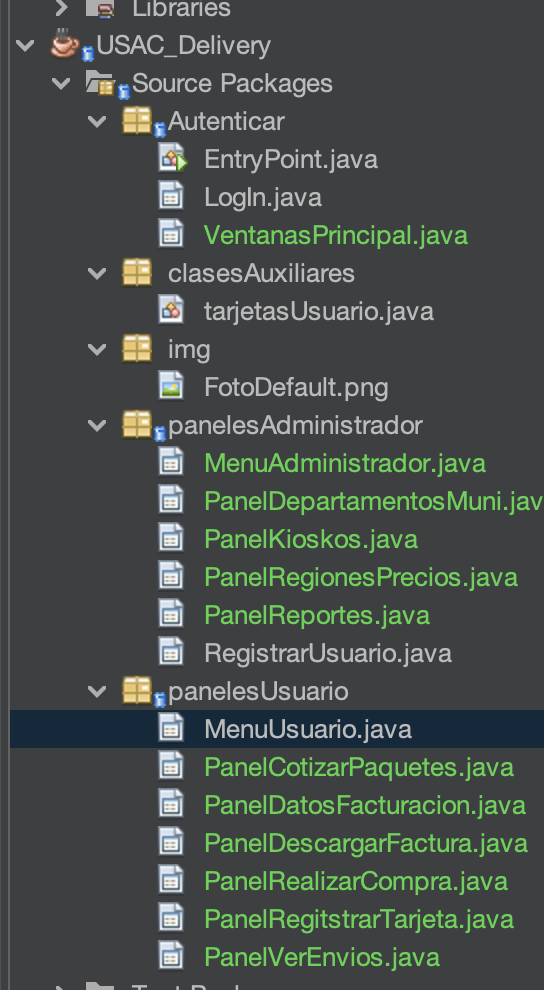 Libraries
USAC_Delivery
Source Packages
Autenticar
EntryPoint.java
LogIn.java
VentanasPrincipal.java
clasesAuxiliares
tarjetasUsuario.java
img
FotoDefault.png
panelesAdministrador
MenuAdministrador.java
PanelDepartamentosMuni.jav
PanelKioskos.java
PanelRegionesPrecios.java
PanelReportes.java
RegistrarUsuario.java
panelesUsuario
MenuUsuario.java
PanelCotizarPaquetes.java
PanelDatosFacturacion.java
PanelDescargarFactura.java
PanelRealizarCompra.java
PanelRegitstrarTarjeta.java
PanelVerEnvios.java